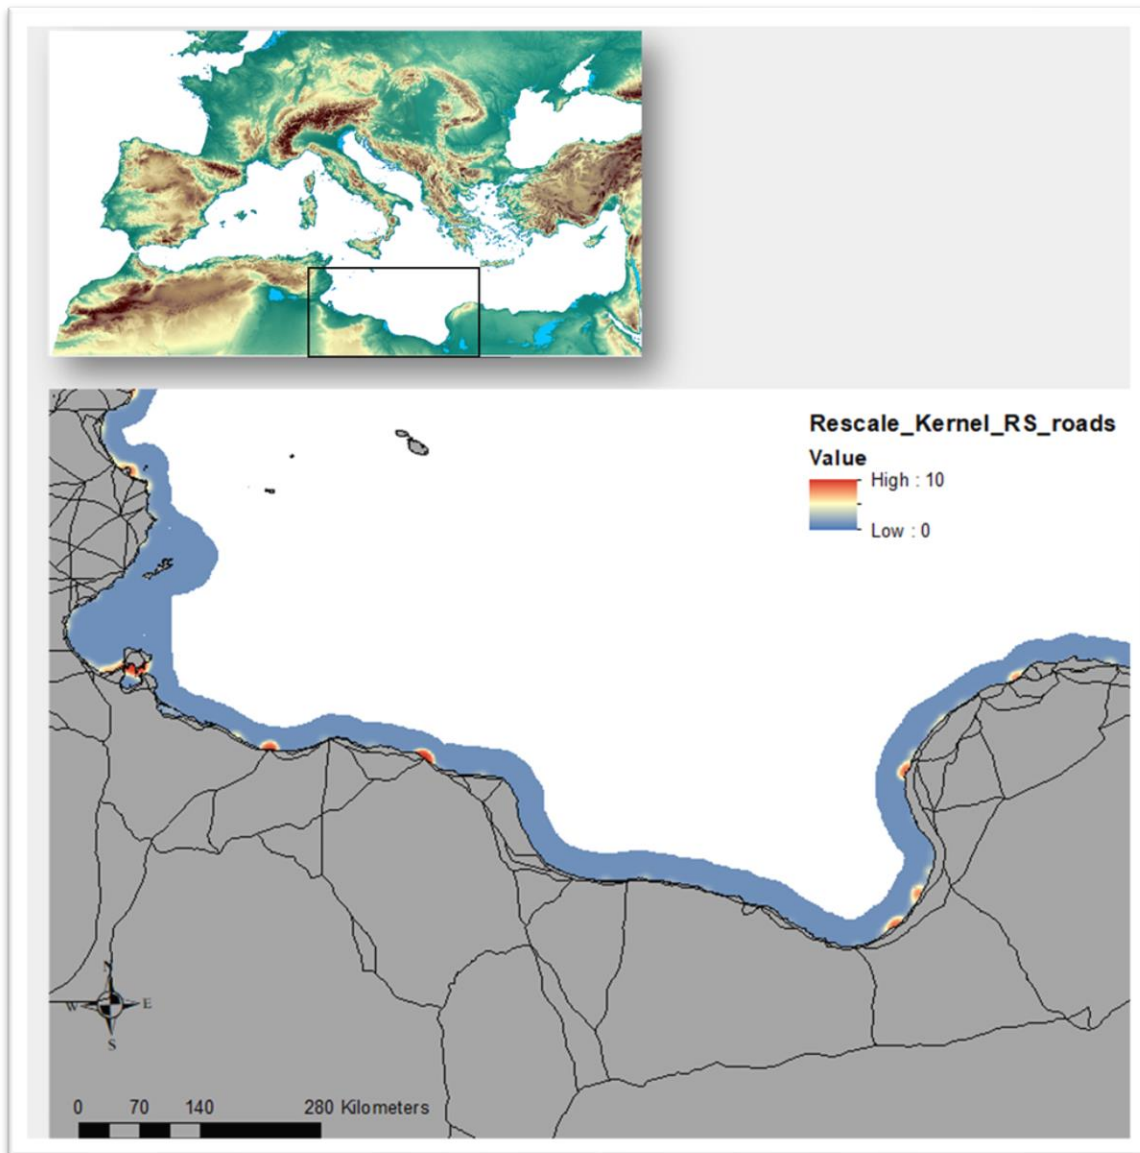 Rescale_Kernel_RS_roads
Value
High : 10
Low : 0
N
W E
S
0 70 140 280 Kilometers